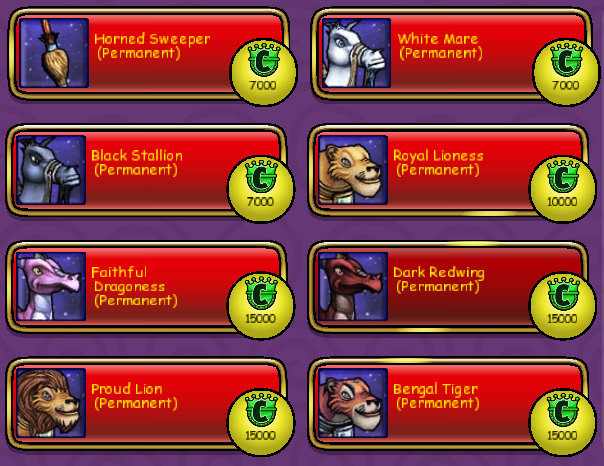 Horned Sweeper
(Permanent)
C
7000
White Mare
(Permanent)
C
7000
Black Stallion
(Permanent)
C
7000
Royal Lioness
(Permanent)
C
10000
Faithful
Dragoness
(Permanent)
C
15000
Dark Redwing
(Permanent)
C
15000
Proud Lion
(Permanent)
C
15000
Bengal Tiger
(Permanent)
C
15000